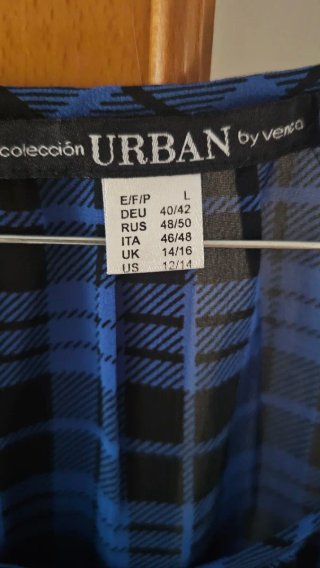 colección URBAN by venca
E/F/P L
DEU 40/42
RUS 48/50
ITA 46/48
UK 14/16
US 12/14